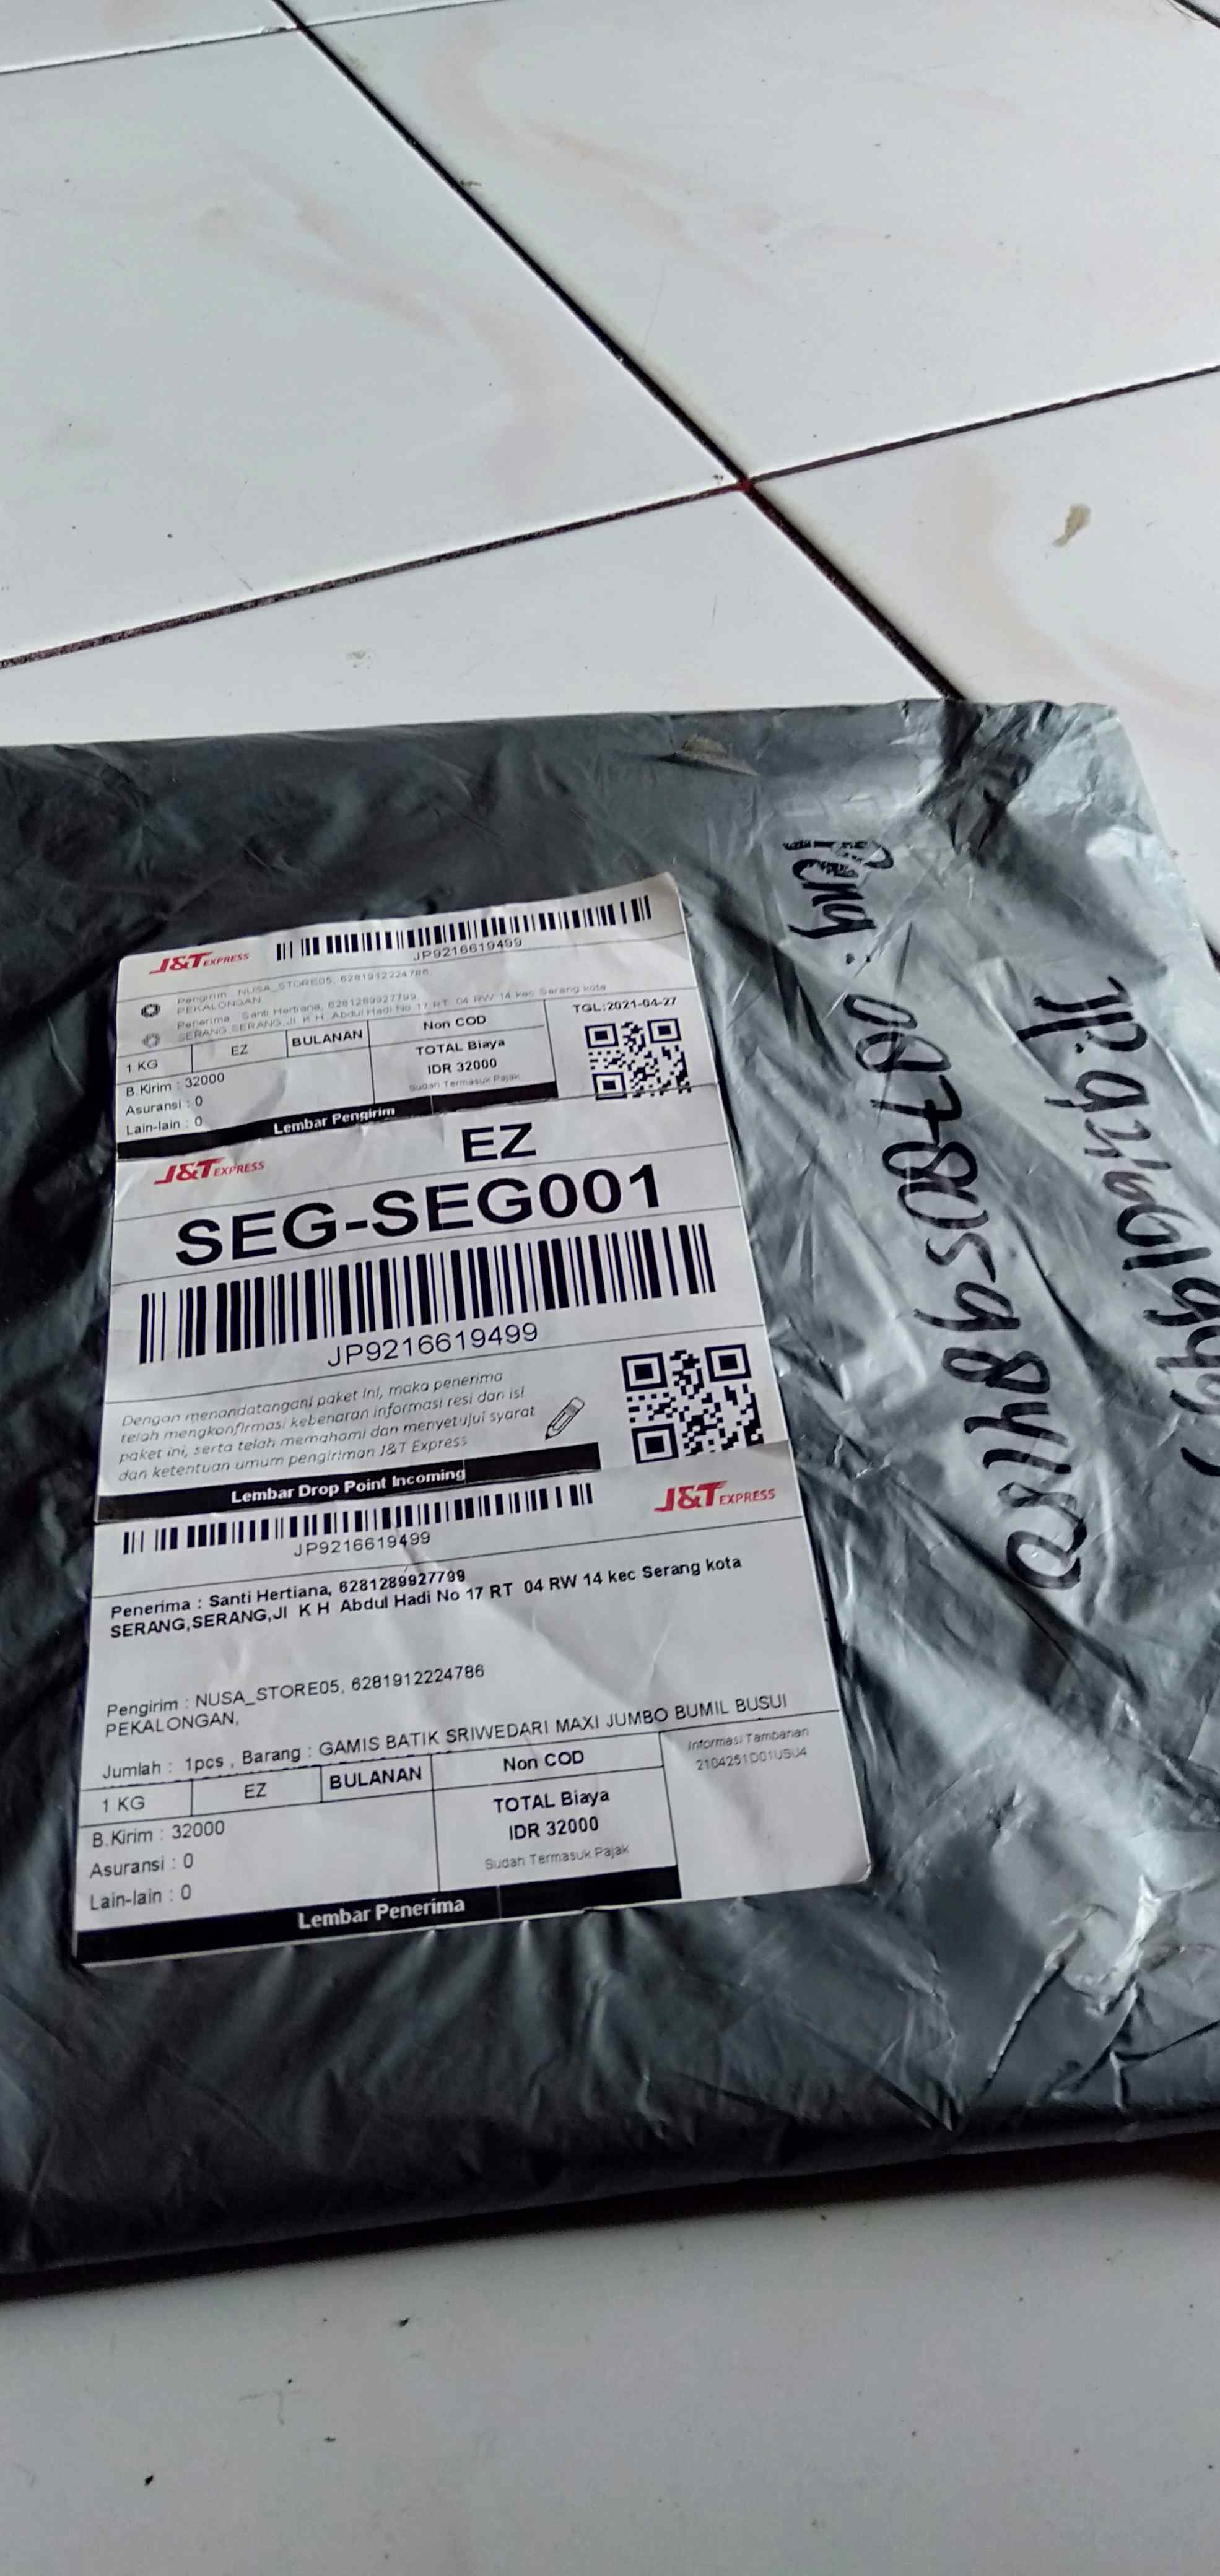 J&T EXPRESS
JP9216619499
Pengirim : NUSA_STORE05, 6281912224786
PEKALONGAN,
Penerima : Santi Hertiana, 6281289927799
SERANG,SERANG,Jl K H Abdul Hadi No 17 RT 04 RW 14 kec Serang kota
TGL:2021-04-27
1 KG EZ BULANAN Non COD
B.Kirim : 32000
Asuransi : 0
Lain-lain : 0
TOTAL Biaya
IDR 32000
Sudah Termasuk Pajak
Lembar Pengirim
J&T EXPRESS
EZ
SEG-SEG001
JP9216619499
Dengan menandatangani paket ini, maka penerima
telah mengkonfirmasi kebenaran informasi resi dan isi
paket ini, serta telah memahami dan menyetujui syarat
dan ketentuan umum pengiriman J&T Express
Lembar Drop Point Incoming
JP9216619499
J&T EXPRESS
Penerima : Santi Hertiana, 6281289927799
SERANG,SERANG,Jl K H Abdul Hadi No 17 RT 04 RW 14 kec Serang kota
Pengirim : NUSA_STORE05, 6281912224786
PEKALONGAN,
Jumlah : 1pcs , Barang : GAMIS BATIK SRIWEDARI MAXI JUMBO BUMIL BUSUI
1 KG EZ BULANAN Non COD
B.Kirim : 32000
Asuransi : 0
Lain-lain : 0
TOTAL Biaya
IDR 32000
Sudah Termasuk Pajak
Informasi Tambahan
Lembar Penerima
Peng :